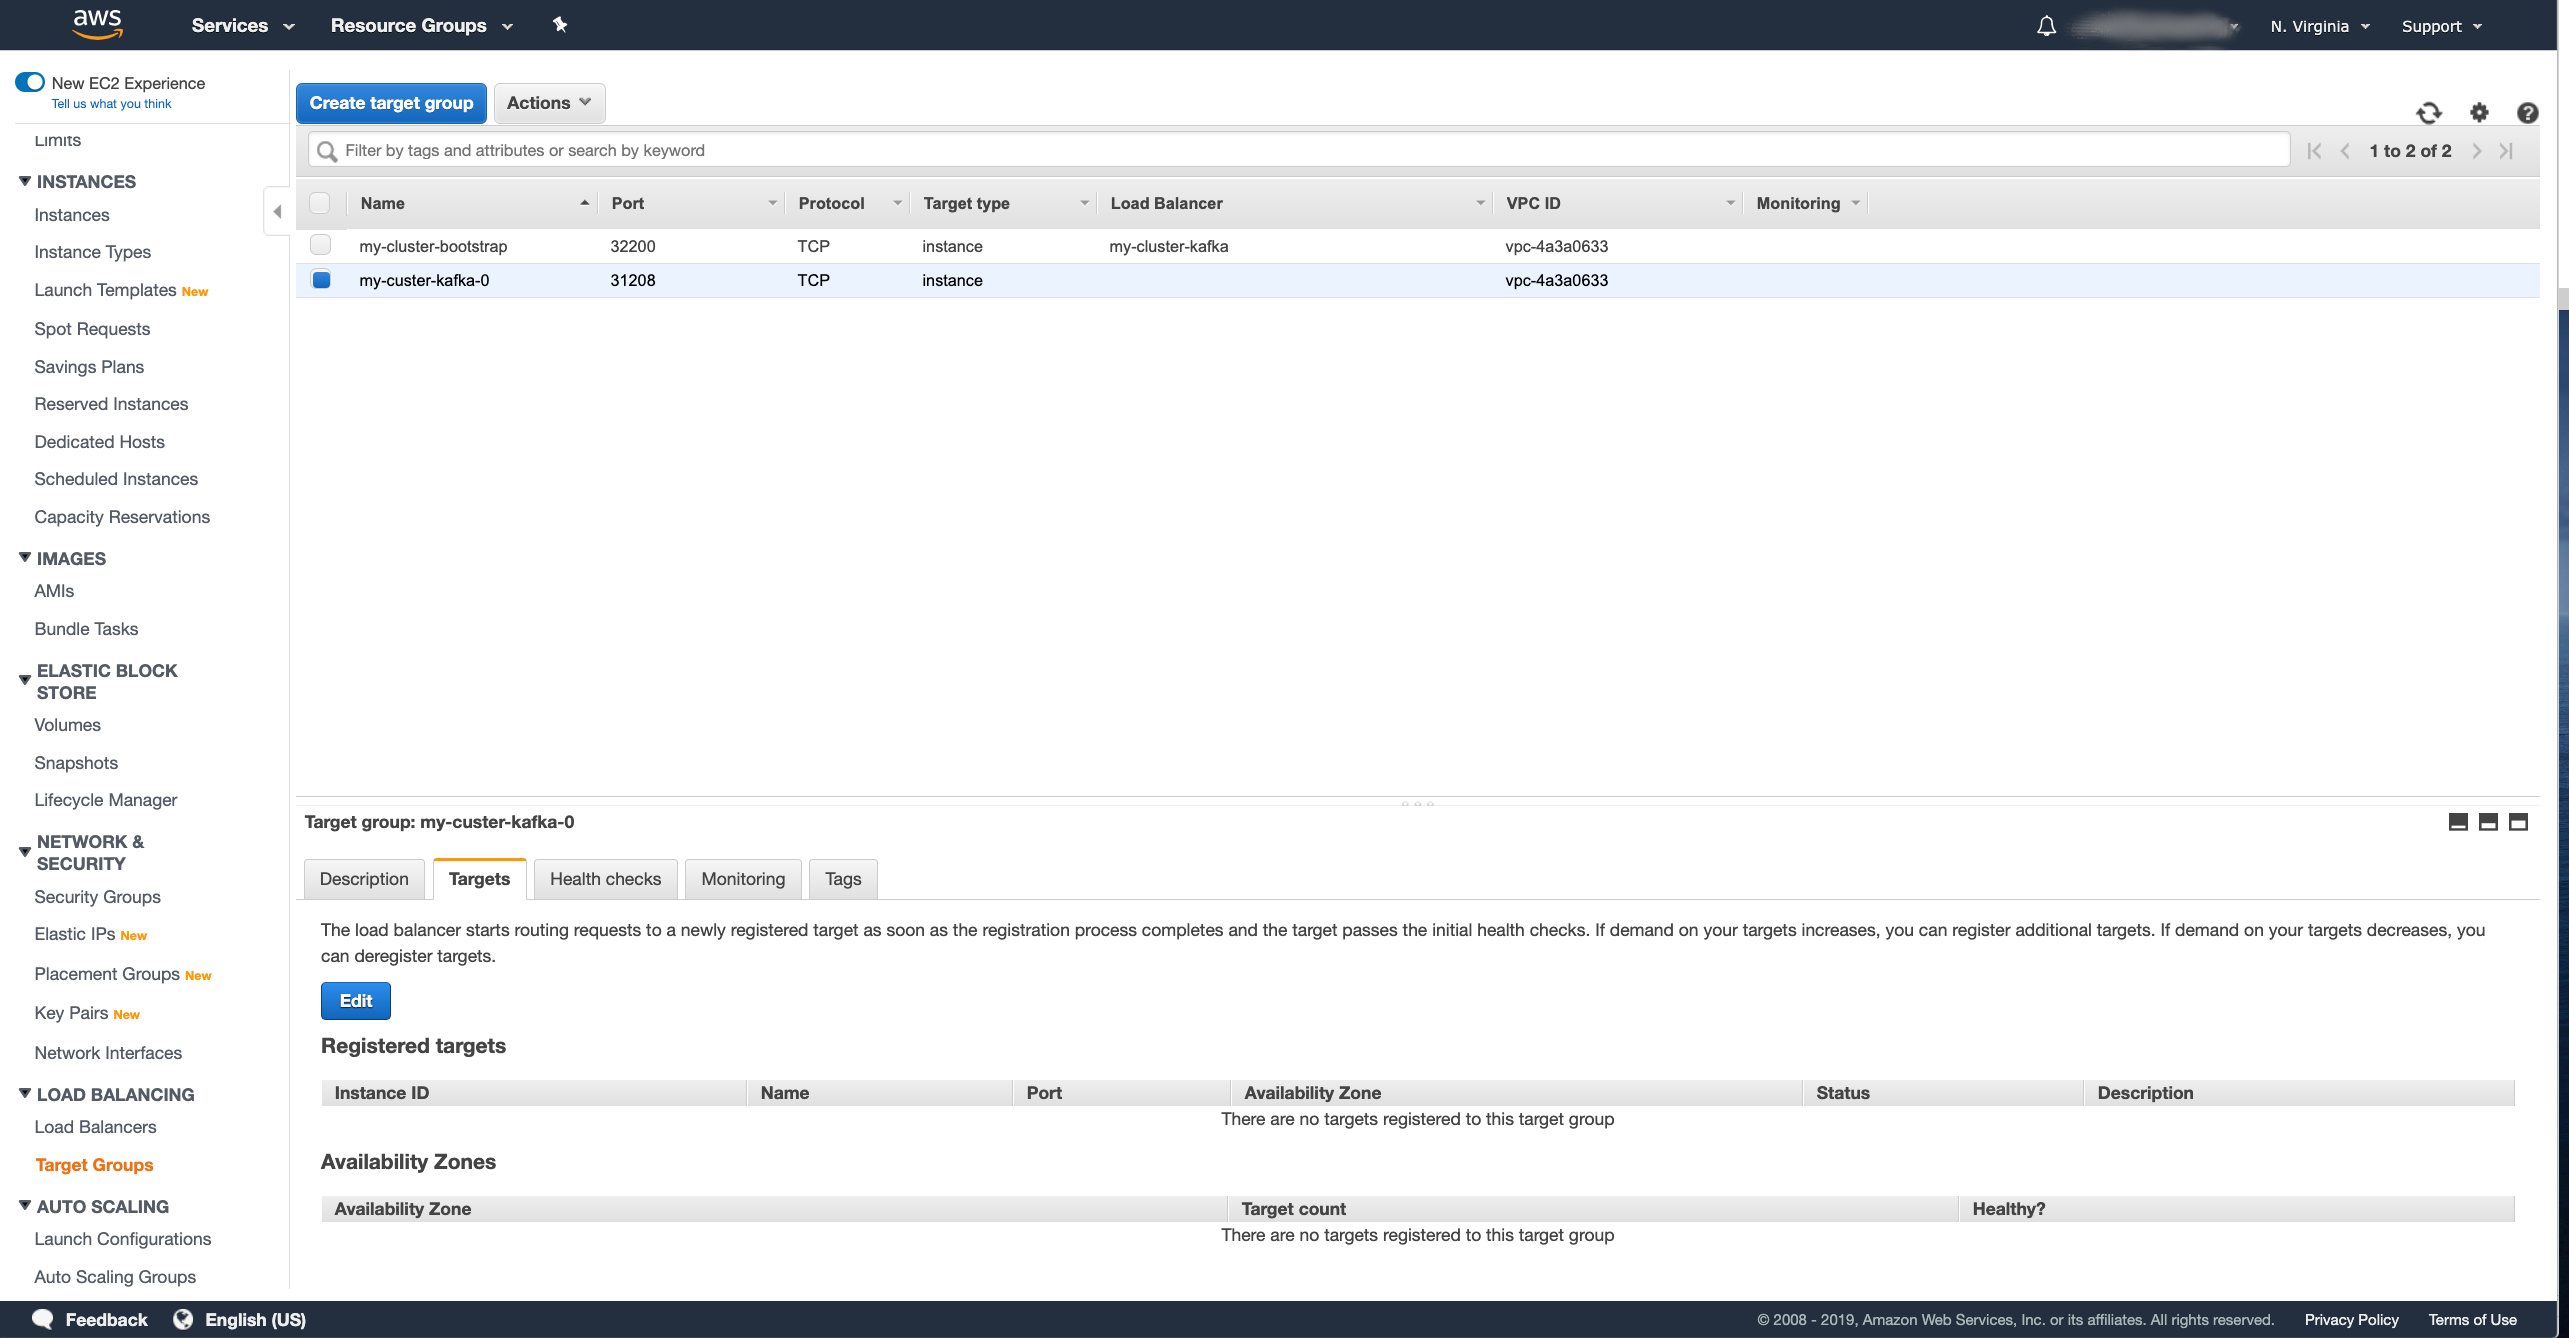 aws Services Resource Groups N. Virginia Support
New EC2 Experience
Tell us what you think
Limits
INSTANCES
Instances
Instance Types
Launch Templates New
Spot Requests
Savings Plans
Reserved Instances
Dedicated Hosts
Scheduled Instances
Capacity Reservations
IMAGES
AMIs
Bundle Tasks
ELASTIC BLOCK
STORE
Volumes
Snapshots
Lifecycle Manager
NETWORK &
SECURITY
Security Groups
Elastic IPs New
Placement Groups New
Key Pairs New
Network Interfaces
LOAD BALANCING
Load Balancers
Target Groups
AUTO SCALING
Launch Configurations
Auto Scaling Groups
Create target group Actions
Filter by tags and attributes or search by keyword 1 to 2 of 2
Name Port Protocol Target type Load Balancer VPC ID Monitoring
my-cluster-bootstrap 32200 TCP instance my-cluster-kafka vpc-4a3a0633
my-custer-kafka-0 31208 TCP instance vpc-4a3a0633
Target group: my-custer-kafka-0
Description Targets Health checks Monitoring Tags
The load balancer starts routing requests to a newly registered target as soon as the registration process completes and the target passes the initial health checks. If demand on your targets increases, you can register additional targets. If demand on your targets decreases, you
can deregister targets.
Edit
Registered targets
Instance ID Name Port Availability Zone Status Description
There are no targets registered to this target group
Availability Zones
Availability Zone Target count Healthy?
There are no targets registered to this target group
Feedback English (US) © 2008 - 2019, Amazon Web Services, Inc. or its affiliates. All rights reserved. Privacy Policy Terms of Use